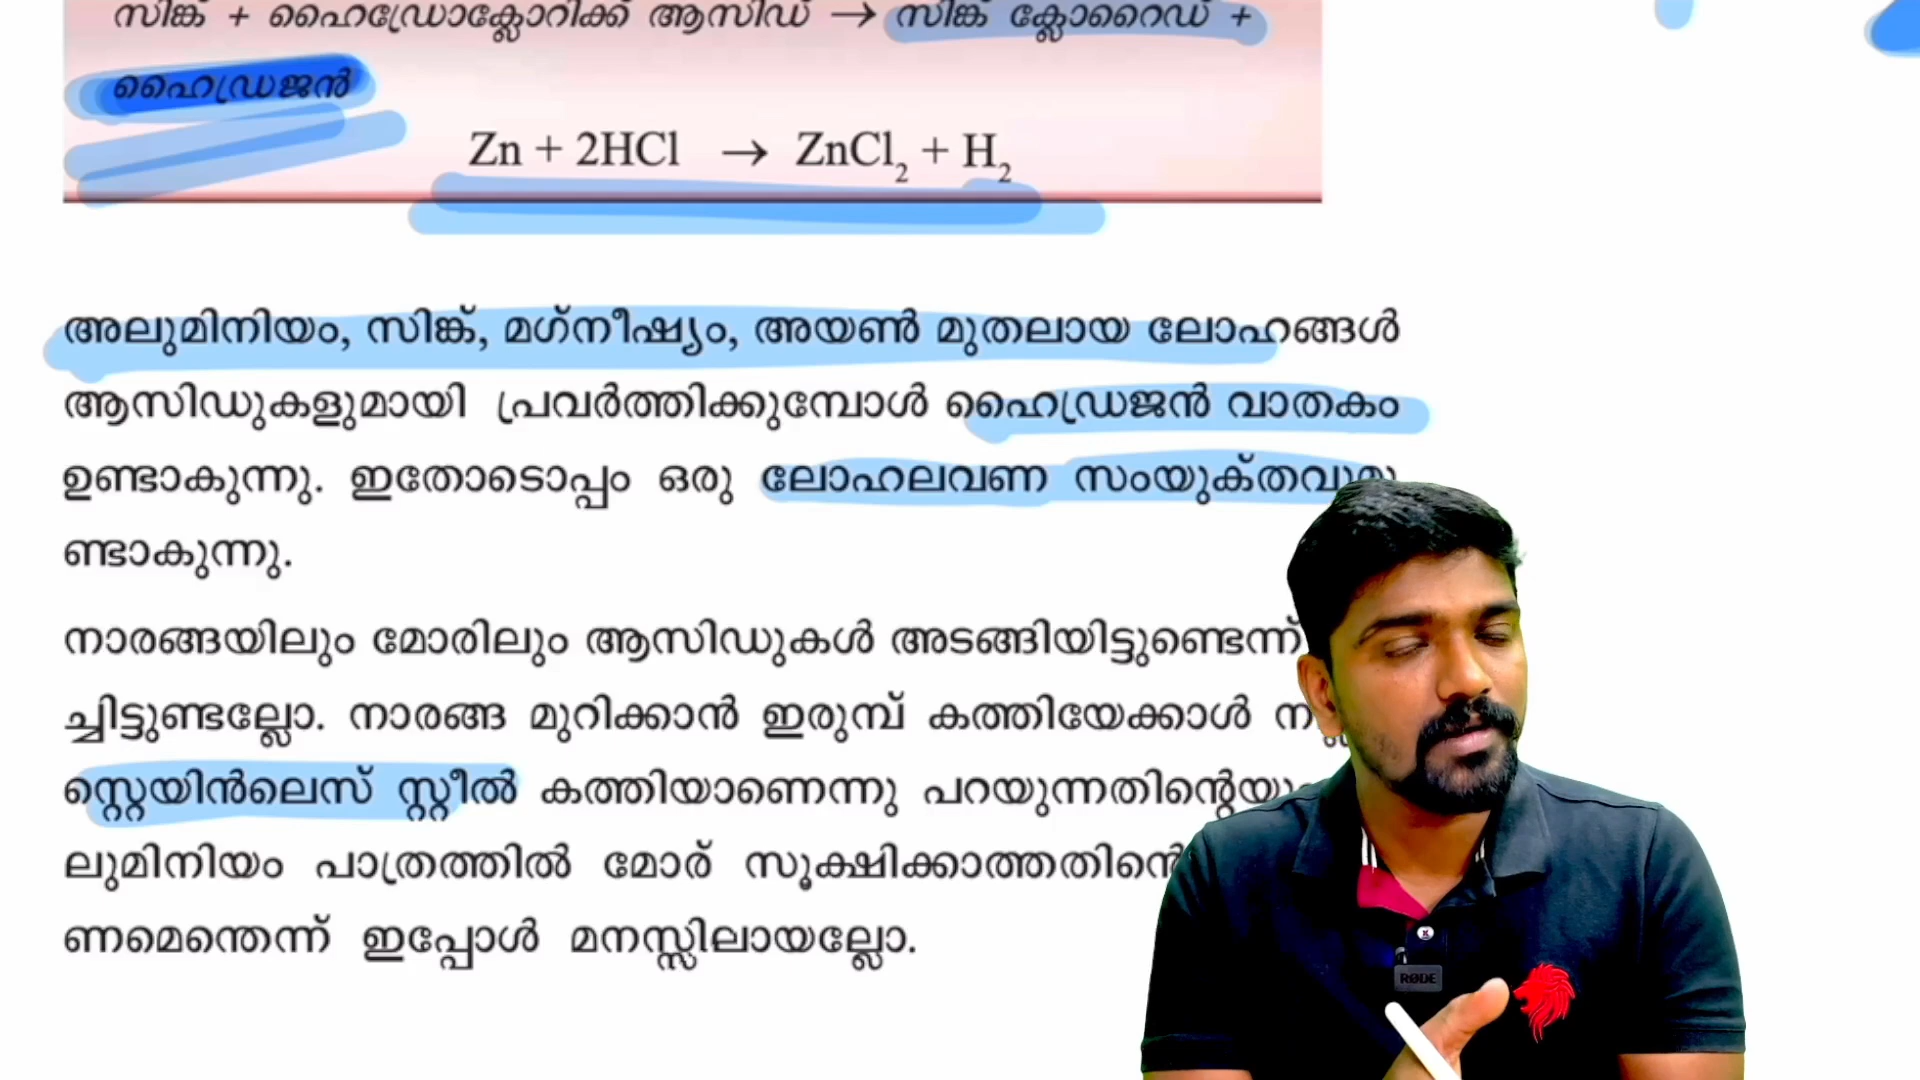 സിങ്ക് + ഹൈഡ്രോക്ലോറിക്ക് ആസിഡ് → സിങ്ക് ക്ലോറൈഡ് +
ഹൈഡ്രജൻ
Zn + 2HCl → ZnCl₂ + H₂
അലുമിനിയം, സിങ്ക്, മഗ്നീഷ്യം, അയൺ മുതലായ ലോഹങ്ങൾ
ആസിഡുകളുമായി പ്രവർത്തിക്കുമ്പോൾ ഹൈഡ്രജൻ വാതകം
ഉണ്ടാകുന്നു. ഇതോടൊപ്പം ഒരു ലോഹലവണ സംയുക്തവുമു
ണ്ടാകുന്നു.
നാരങ്ങയിലും മോരിലും ആസിഡുകൾ അടങ്ങിയിട്ടുണ്ടെന്ന്
ച്ചിട്ടുണ്ടല്ലോ. നാരങ്ങ മുറിക്കാൻ ഇരുമ്പ് കത്തിയേക്കാൾ
സ്റ്റെയിൻലെസ് സ്റ്റീൽ കത്തിയാണെന്നു പറയുന്നതിന്റെയു
ലുമിനിയം പാത്രത്തിൽ മോര് സൂക്ഷിക്കാത്തതിന്റെ
ണമെന്തെന്ന് ഇപ്പോൾ മനസ്സിലായല്ലോ.
RØDE